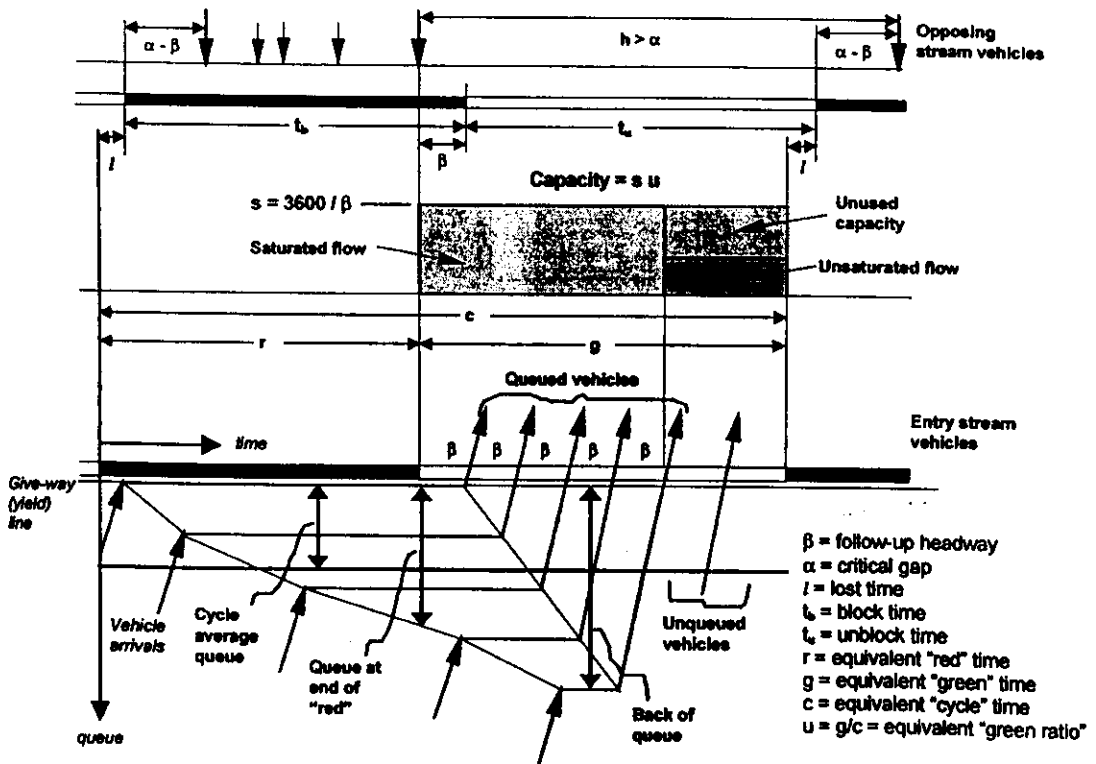 α - β
h > α
α - β
Opposing
stream vehicles
t_b
t_u
l
β
l
Capacity = s u
s = 3600 / β
Unused
capacity
Saturated flow
Unsaturated flow
c
r
g
Queued vehicles
time
β β β β β
Entry stream
vehicles
Give-way
(yield)
line
Vehicle
arrivals
Cycle
average
queue
Queue at
end of
"red"
Unqueued
vehicles
Back of
queue
queue
β = follow-up headway
α = critical gap
l = lost time
t_b = block time
t_u = unblock time
r = equivalent "red" time
g = equivalent "green" time
c = equivalent "cycle" time
u = g/c = equivalent "green ratio"